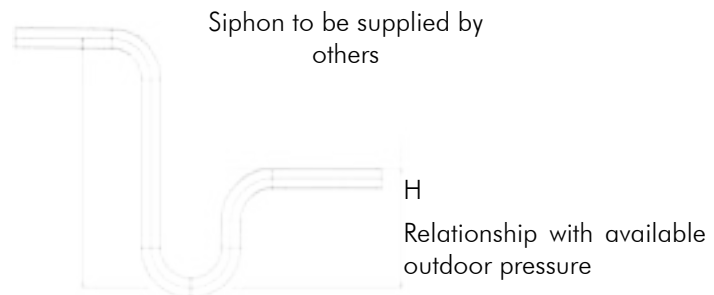 Siphon to be supplied by
others
H
Relationship with available
outdoor pressure